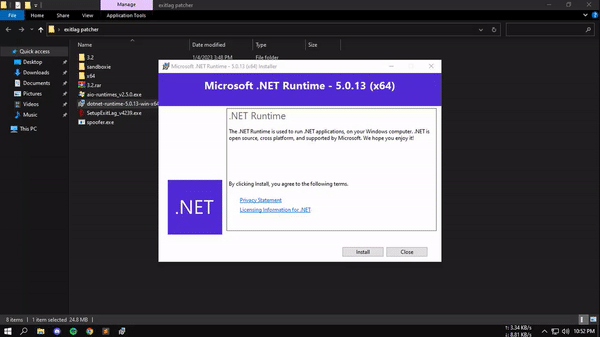 Manage
exitlag patcher
File
Home
Share
View
Application Tools
exitlag patcher
Name
Date modified
Type
Size
Quick access
Desktop
Downloads
Documents
Pictures
Videos
Music
This PC
3.2
1/4/2023 3:48 PM
File folder
sandboxie
x64
3.2.rar
aio-runtimes_v2.5.0.exe
dotnet-runtime-5.0.13-win-x64
SetupExitLag_v4239.exe
spoofer.exe
Microsoft .NET Runtime - 5.0.13 (x64) Installer
Microsoft .NET Runtime - 5.0.13 (x64)
.NET Runtime
The .NET Runtime is used to run .NET applications, on your Windows computer. .NET is
open source, cross platform, and supported by Microsoft. We hope you enjoy it!
By clicking Install, you agree to the following terms.
Privacy Statement
Licensing Information for .NET
.NET
Install
Close
8 items
1 item selected
24.8 MB
↑: 3.34 KB/s
↓: 8.81 KB/s
10:52 PM